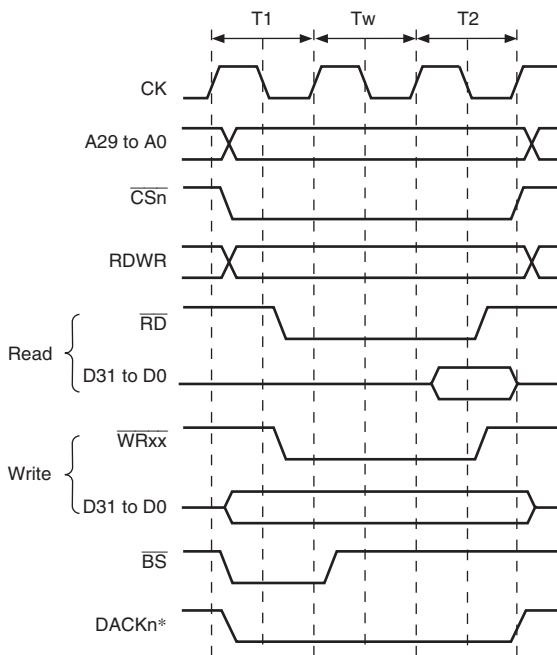 T1 Tw T2
CK
A29 to A0
CSn
RDWR
RD
Read
D31 to D0
WRxx
Write
D31 to D0
BS
DACKn*